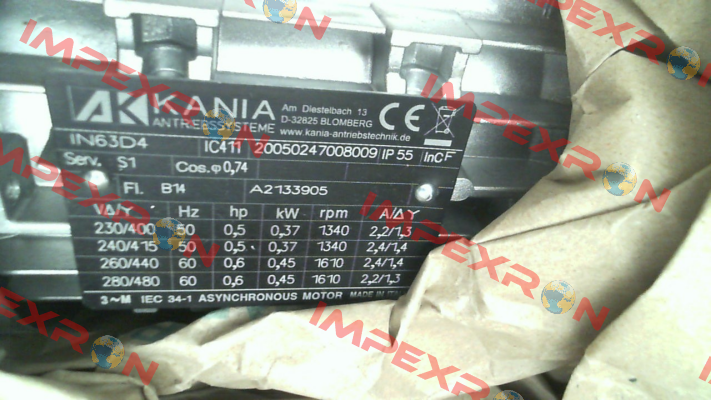 AK KANIA
ANTRIEBSSYSTEME
Am Diestelbach 13
D-32825 BLOMBERG
www.kania-antriebstechnik.de
CE
IN63D4 IC411 20050247008009 IP 55 InCF
Serv. S1 Cos.φ 0,74
Fl. B14 A2133905
VΔ/Y Hz hp kW rpm A/Δ Y
230/400 50 0,5 0,37 1340 2,2/1,3
240/415 50 0,5 0,37 1340 2,4/1,4
260/440 60 0,6 0,45 1610 2,4/1,4
280/480 60 0,6 0,45 1610 2,2/1,3
3~M IEC 34-1 ASYNCHRONOUS MOTOR MADE IN
IMPEXRON
IMPEXRON
IMPEXRON
IMPEXRON
IMPEXRON
IMPEXRON